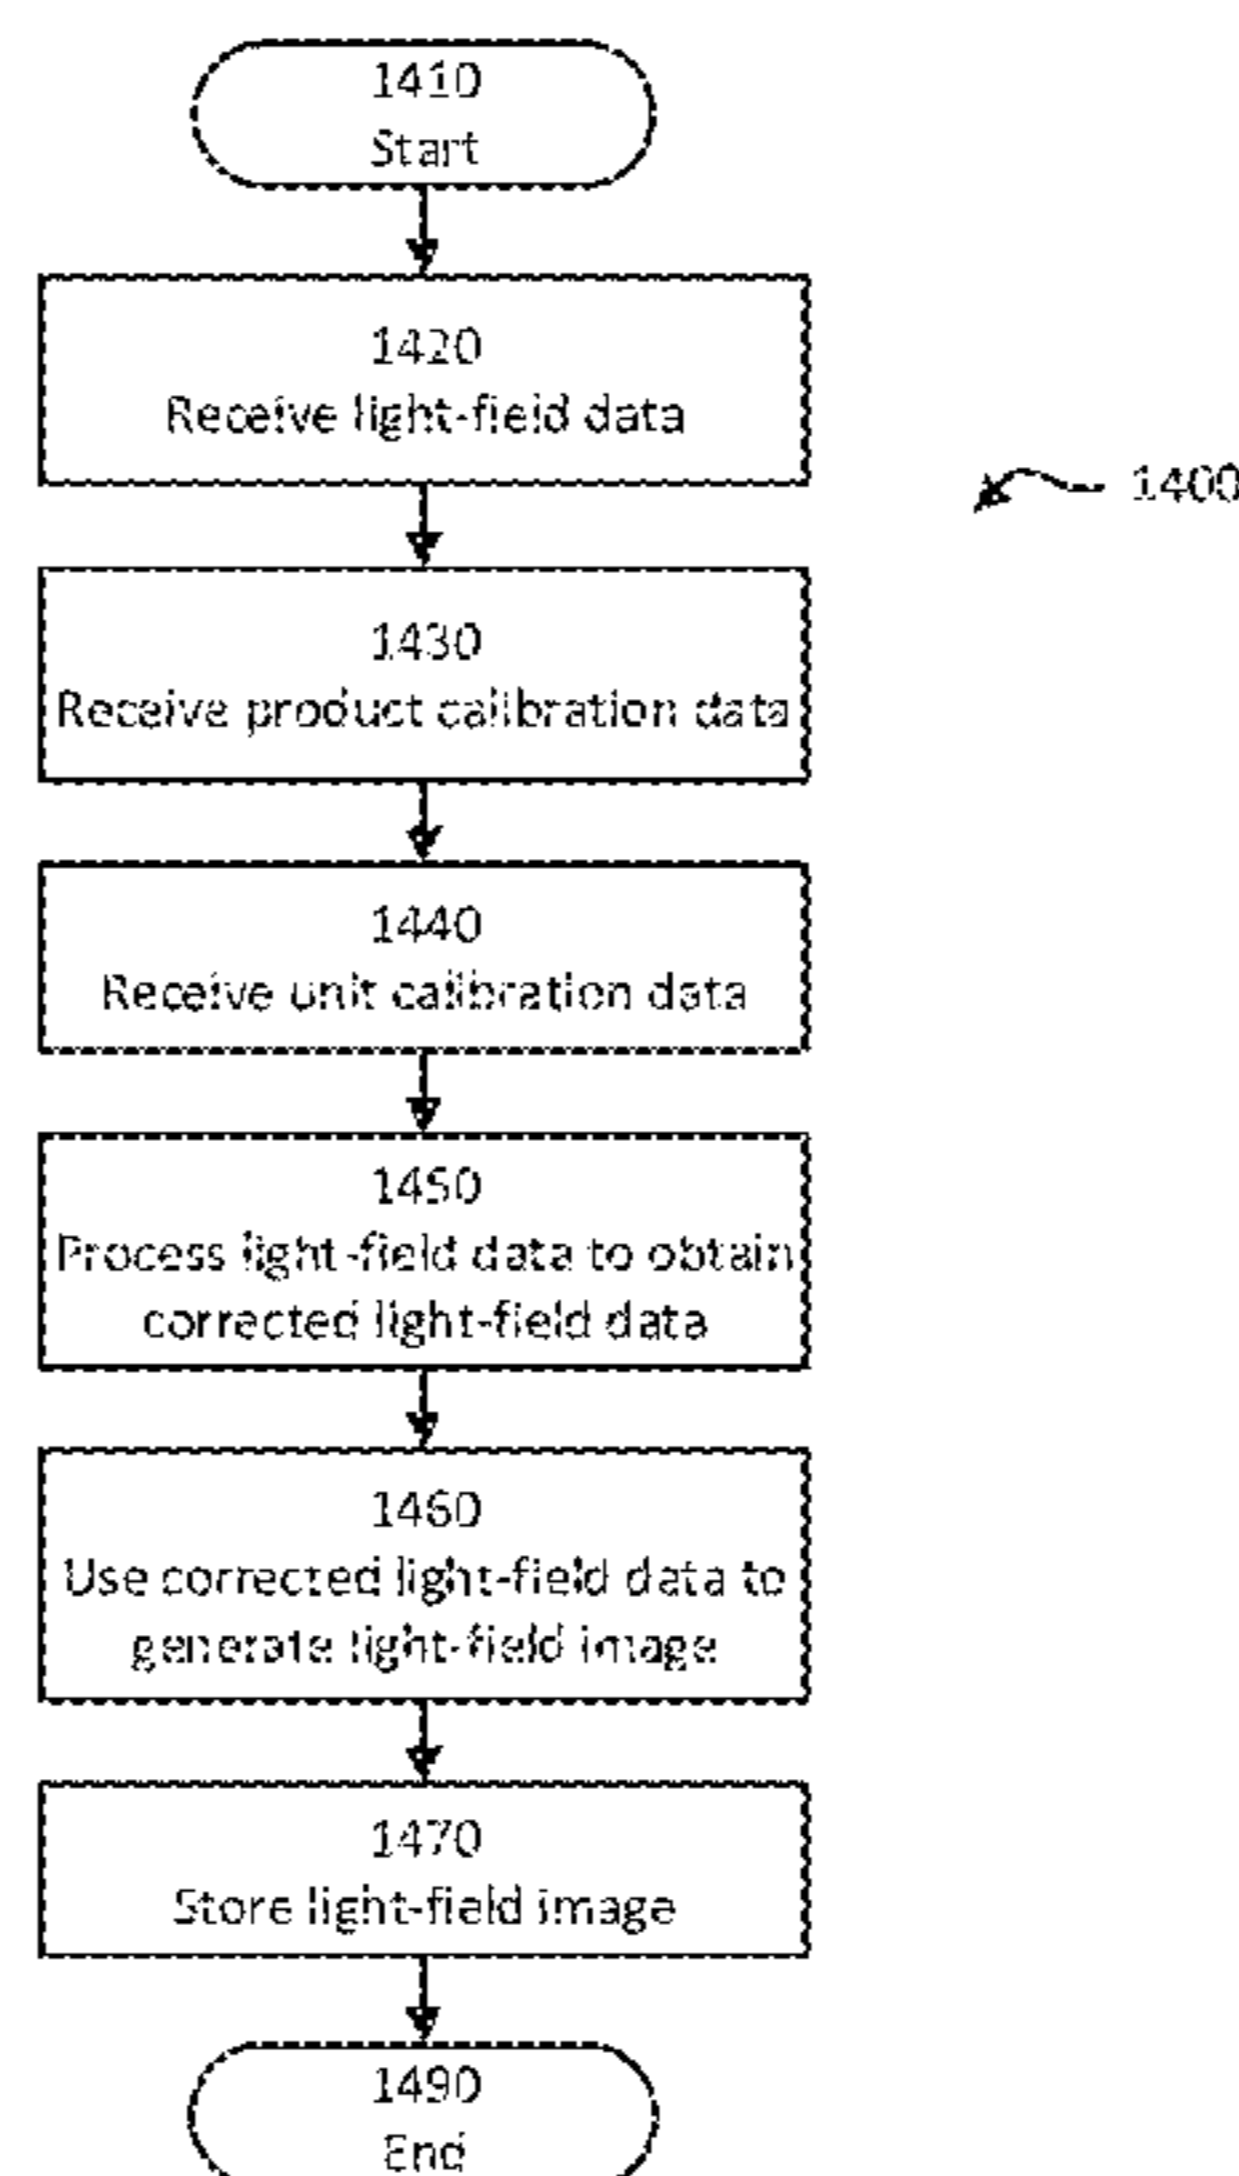 1410
Start
1420
Receive light-field data
1400
1430
Receive product calibration data
1440
Receive unit calibration data
1450
Process light-field data to obtain
corrected light-field data
1460
Use corrected light-field data to
generate light-field image
1470
Store light-field image
1490
End